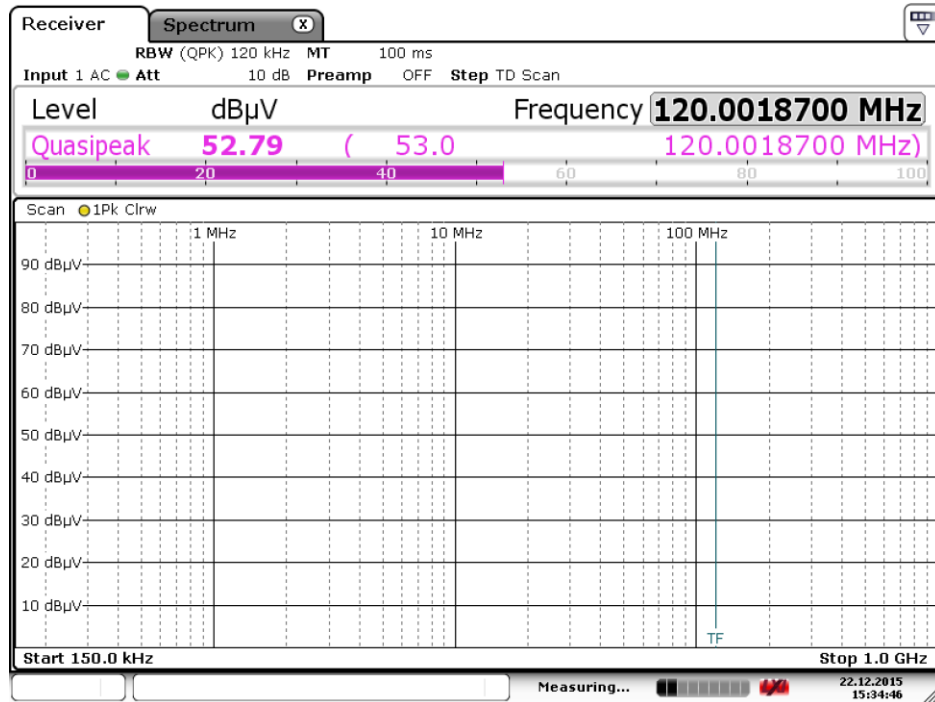 Receiver Spectrum X
RBW (QPK) 120 kHz MT 100 ms
Input 1 AC Att 10 dB Preamp OFF Step TD Scan
Level dBµV Frequency 120.0018700 MHz
Quasipeak 52.79 ( 53.0 120.0018700 MHz)
0 20 40 60 80 100
Scan 1Pk Clrw
1 MHz 10 MHz 100 MHz
90 dBµV
80 dBµV
70 dBµV
60 dBµV
50 dBµV
40 dBµV
30 dBµV
20 dBµV
10 dBµV
TF
Start 150.0 kHz Stop 1.0 GHz
Measuring... LXI 22.12.2015
15:34:46